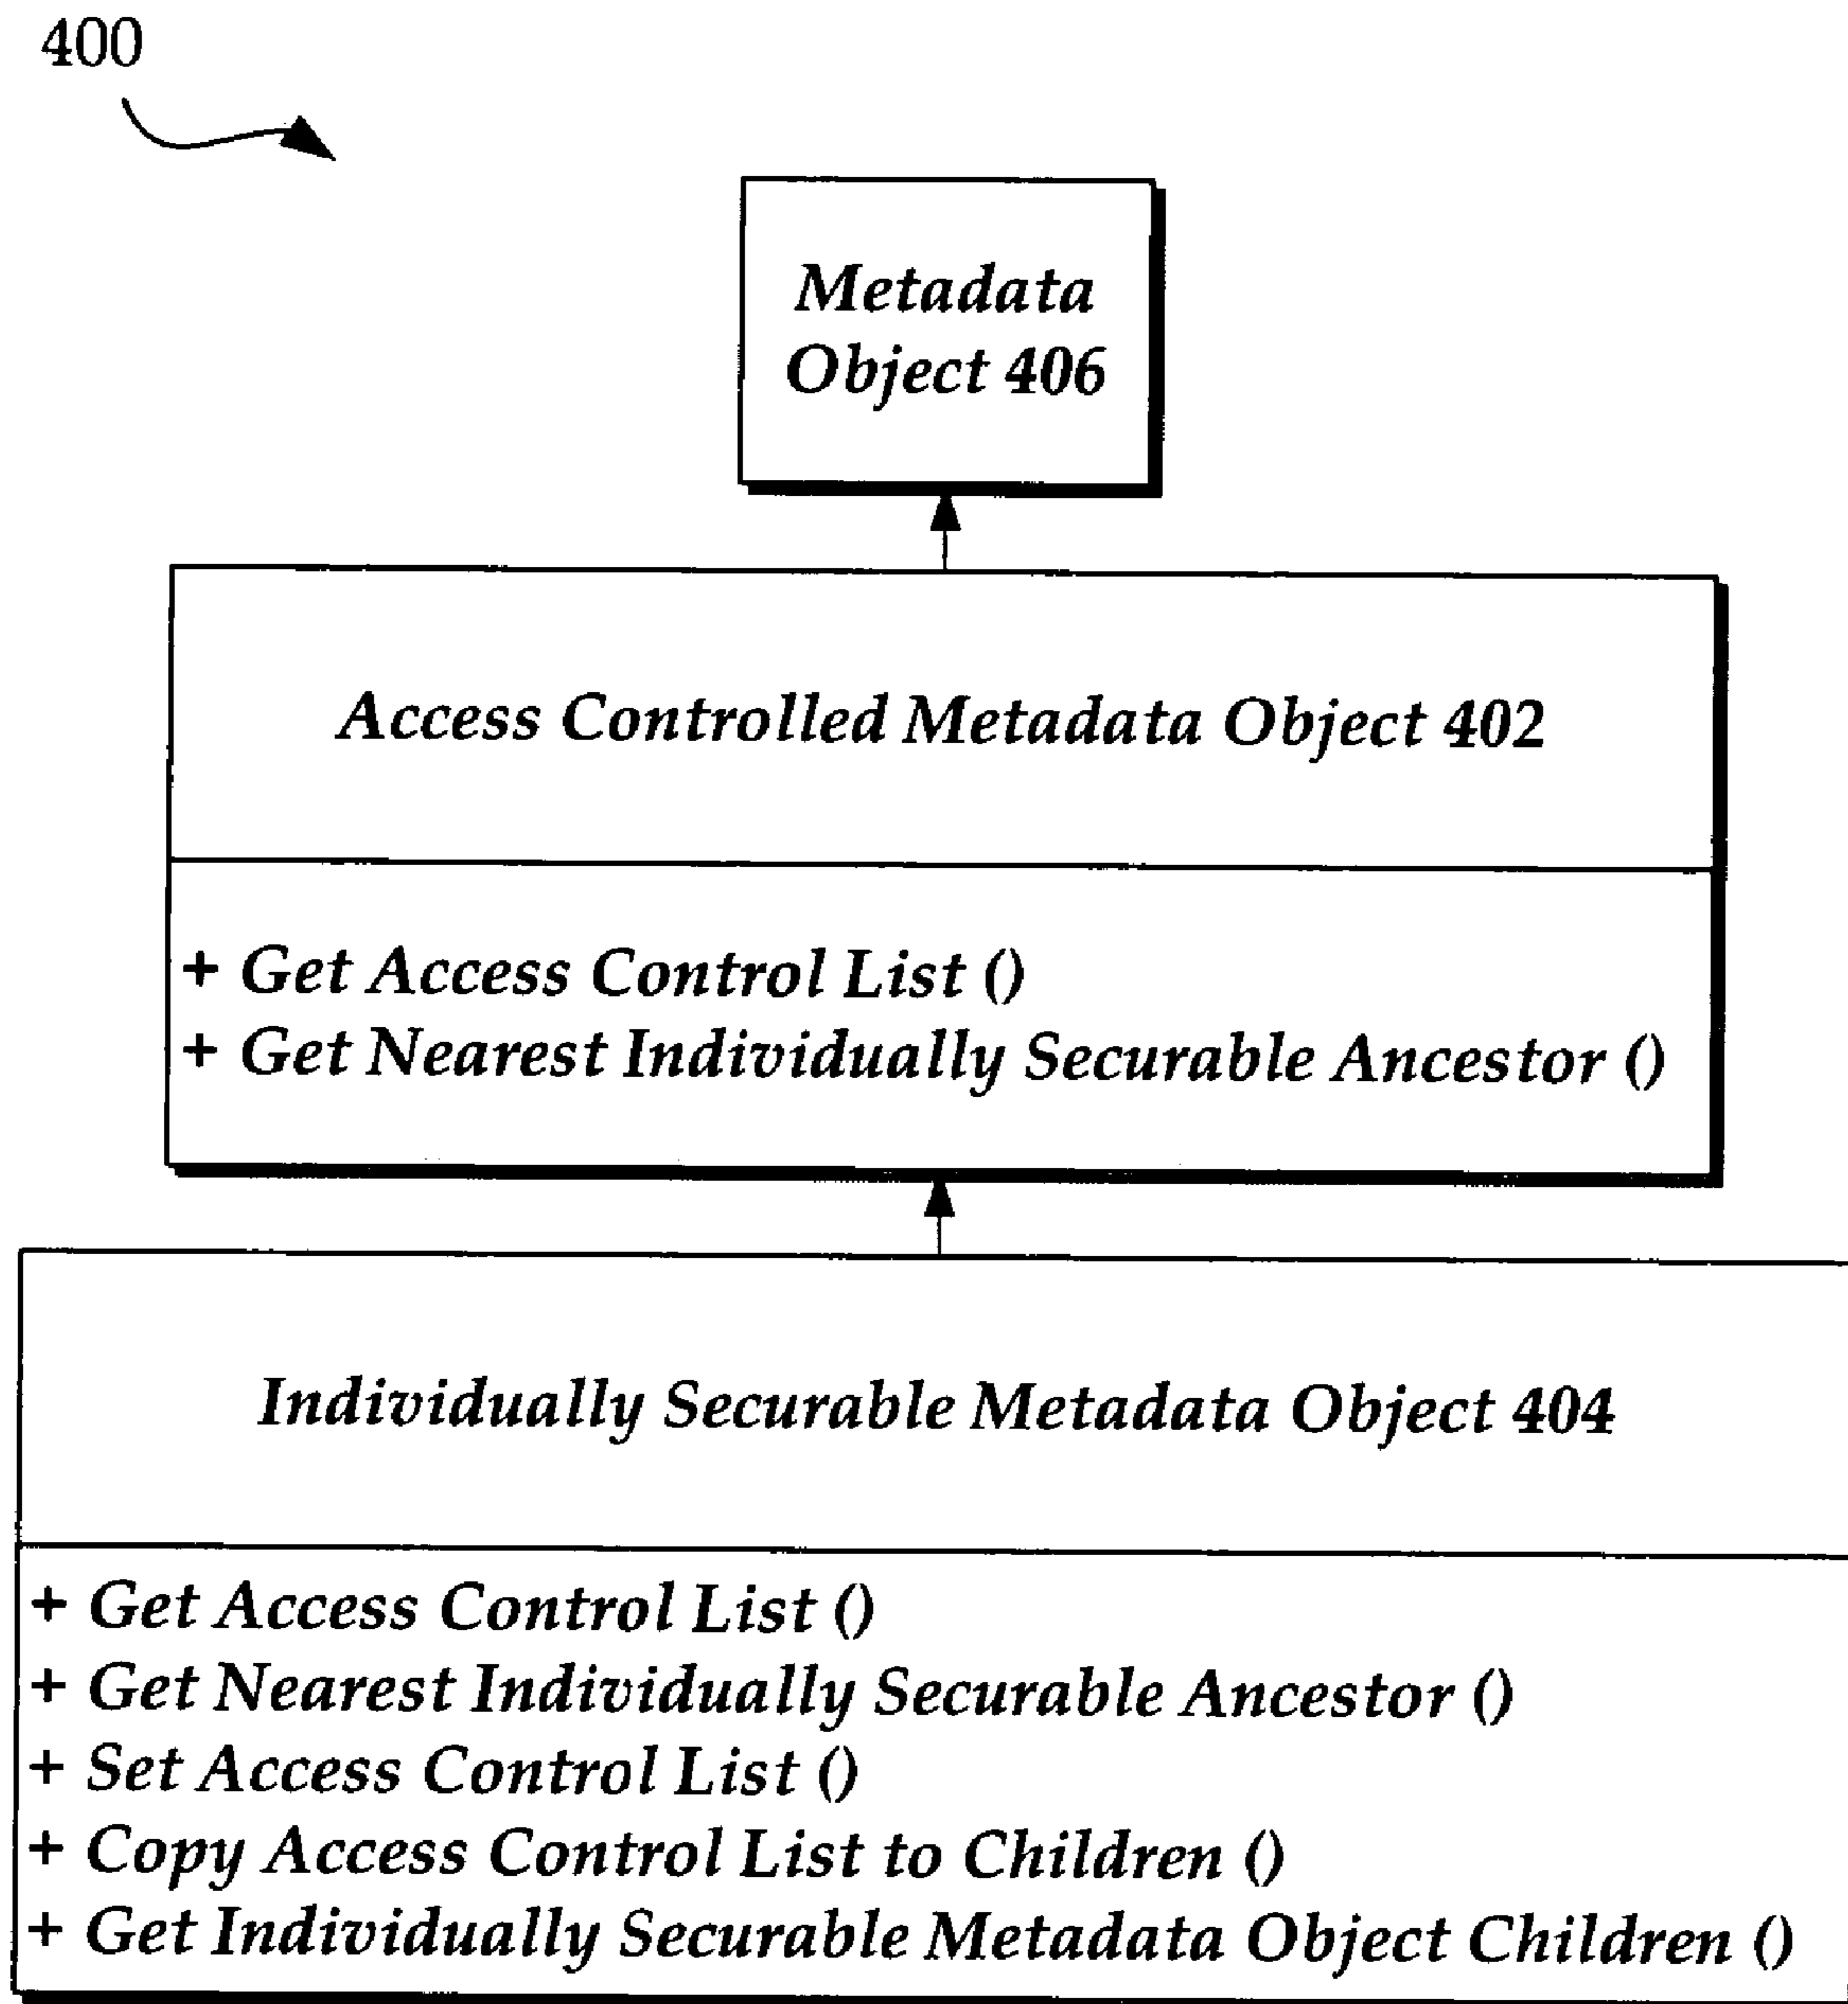 400
Metadata
Object 406
Access Controlled Metadata Object 402
+ Get Access Control List ()
+ Get Nearest Individually Securable Ancestor ()
Individually Securable Metadata Object 404
+ Get Access Control List ()
+ Get Nearest Individually Securable Ancestor ()
+ Set Access Control List ()
+ Copy Access Control List to Children ()
+ Get Individually Securable Metadata Object Children ()